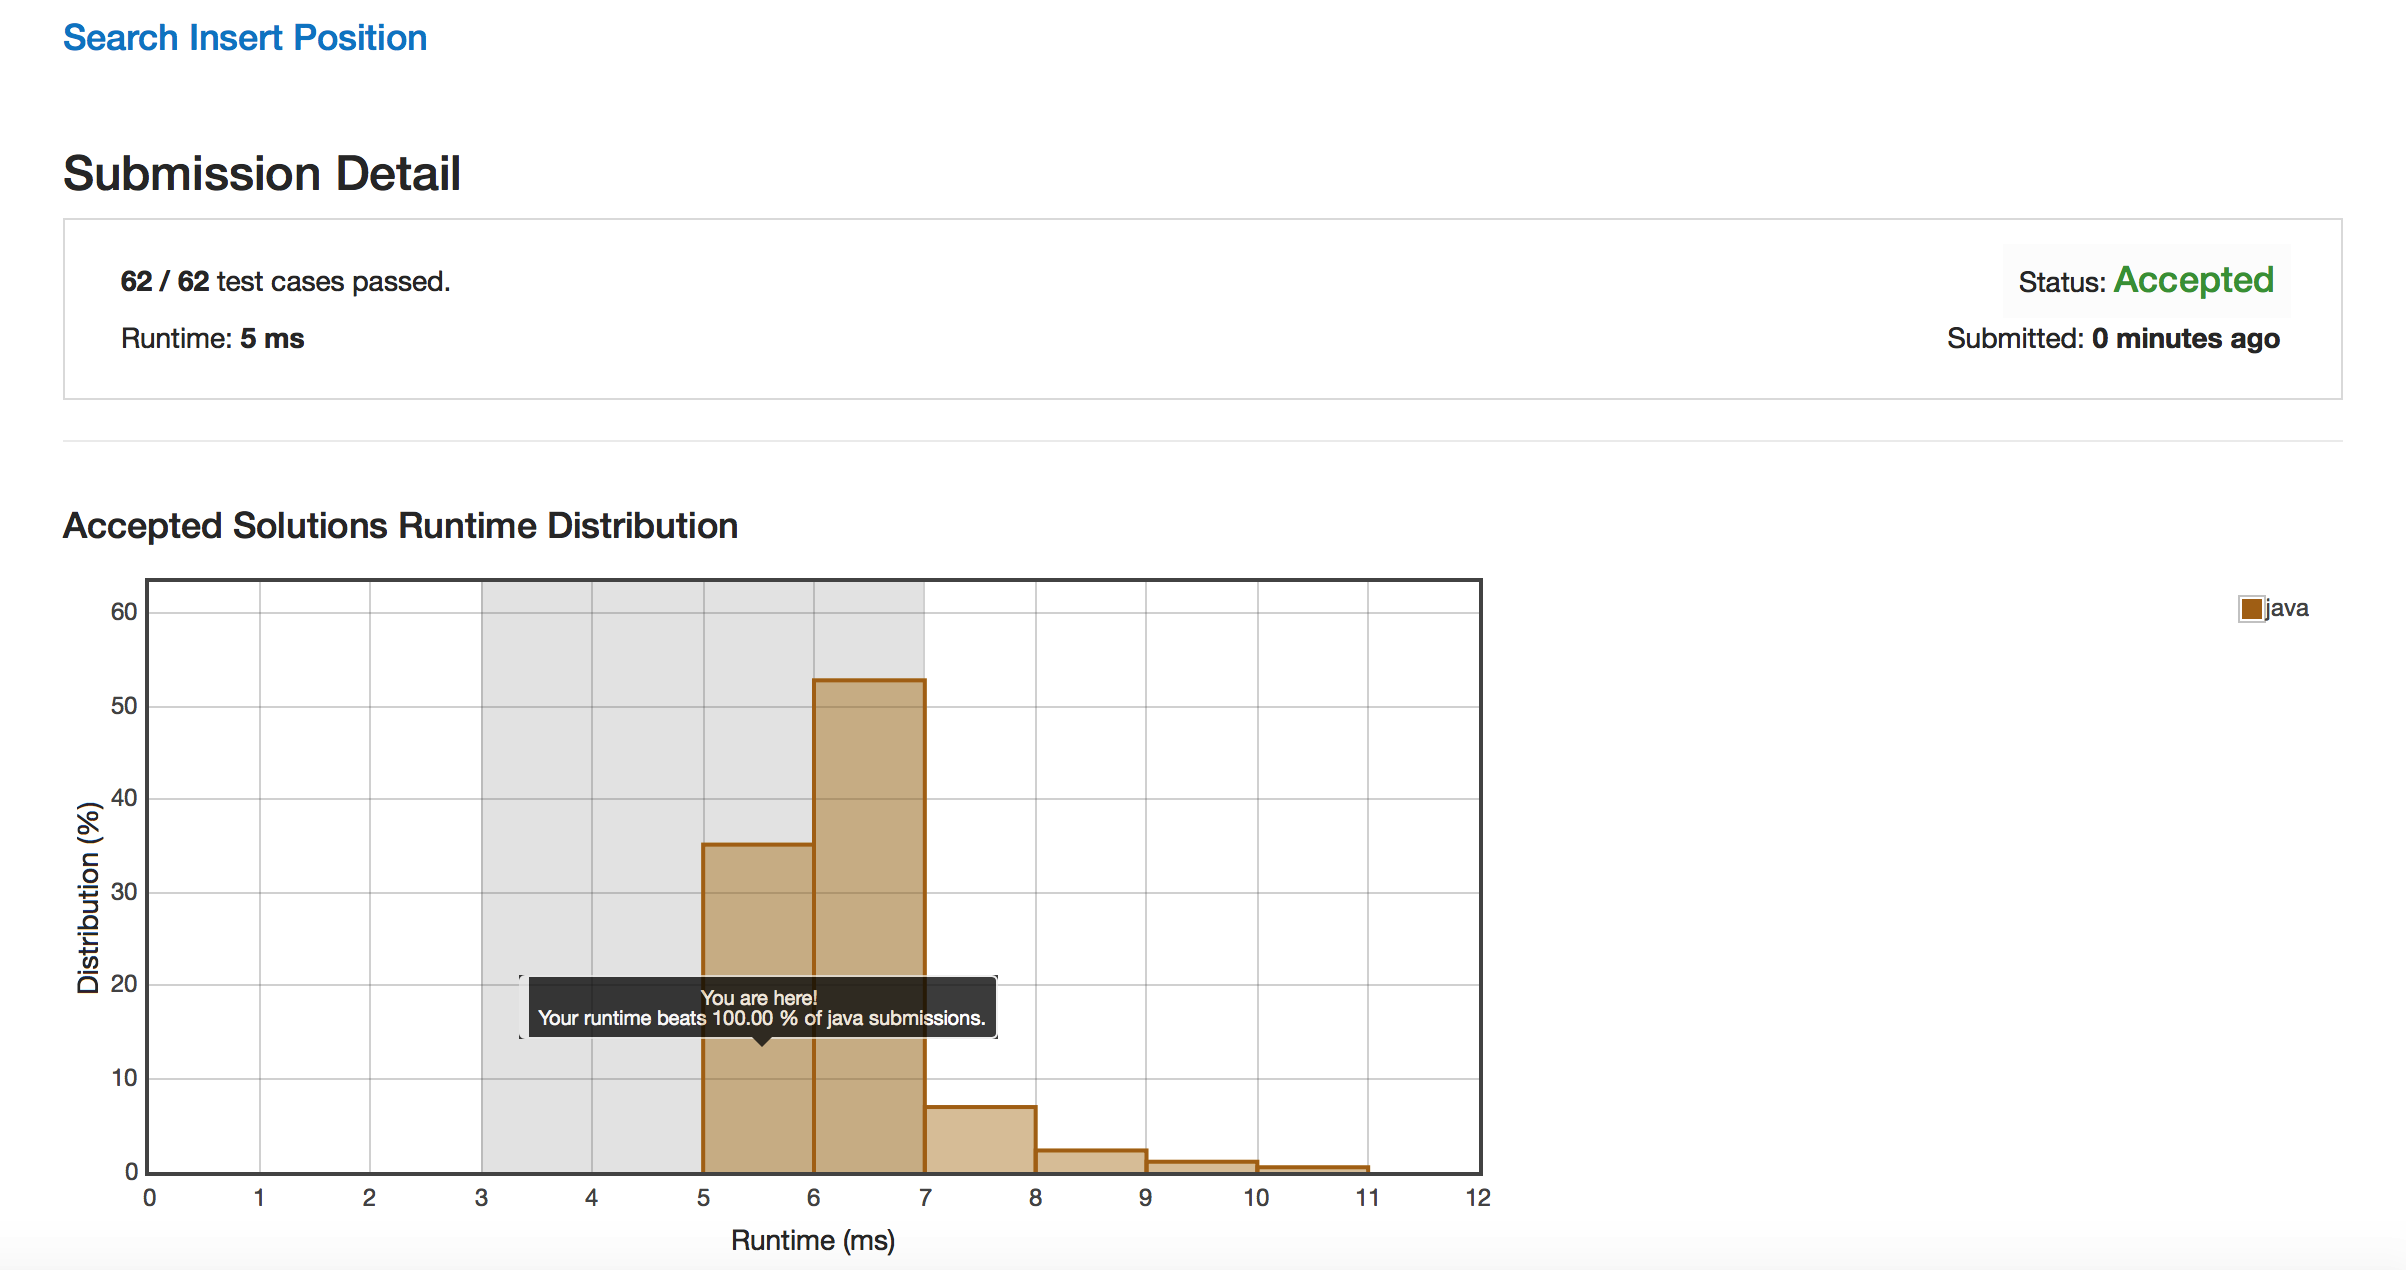 Search Insert Position
Submission Detail
62 / 62 test cases passed.
Status: Accepted
Runtime: 5 ms
Submitted: 0 minutes ago
Accepted Solutions Runtime Distribution
java
60
50
40
30
20
10
0
Distribution (%)
You are here!
Your runtime beats 100.00 % of java submissions.
0 1 2 3 4 5 6 7 8 9 10 11 12
Runtime (ms)